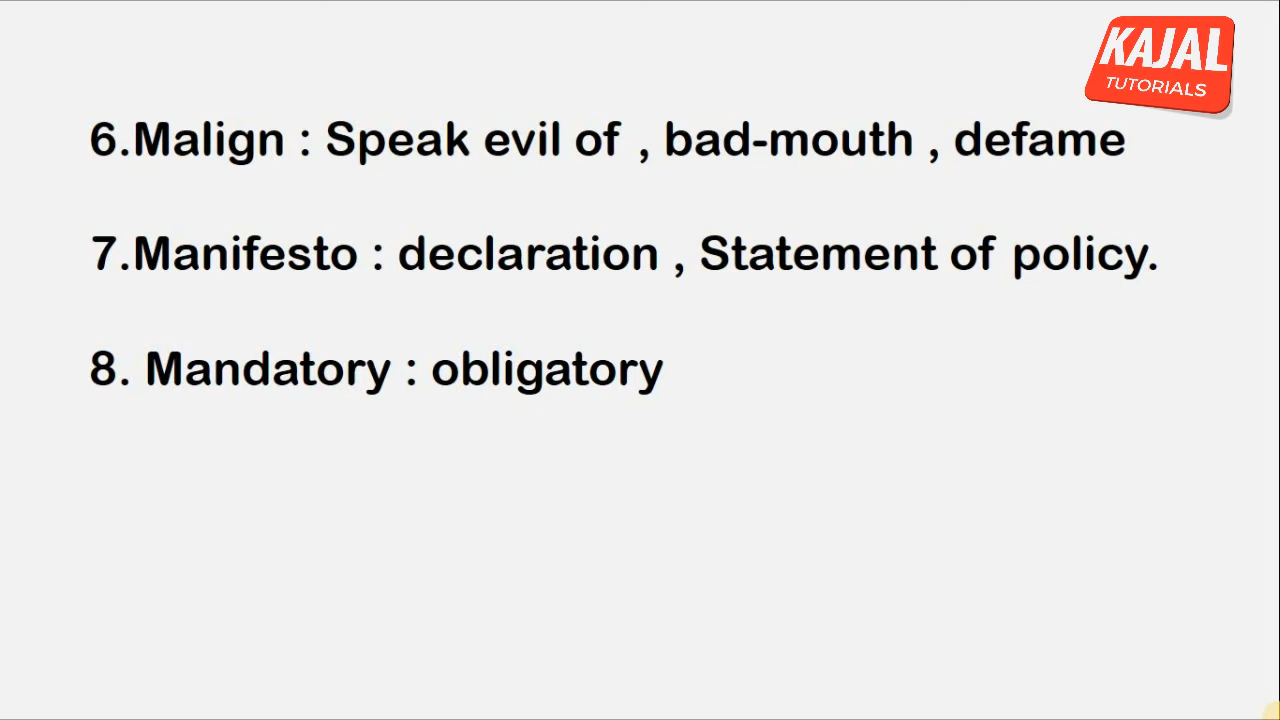 KAJAL
TUTORIALS
6.Malign : Speak evil of , bad-mouth , defame
7.Manifesto : declaration , Statement of policy.
8. Mandatory : obligatory